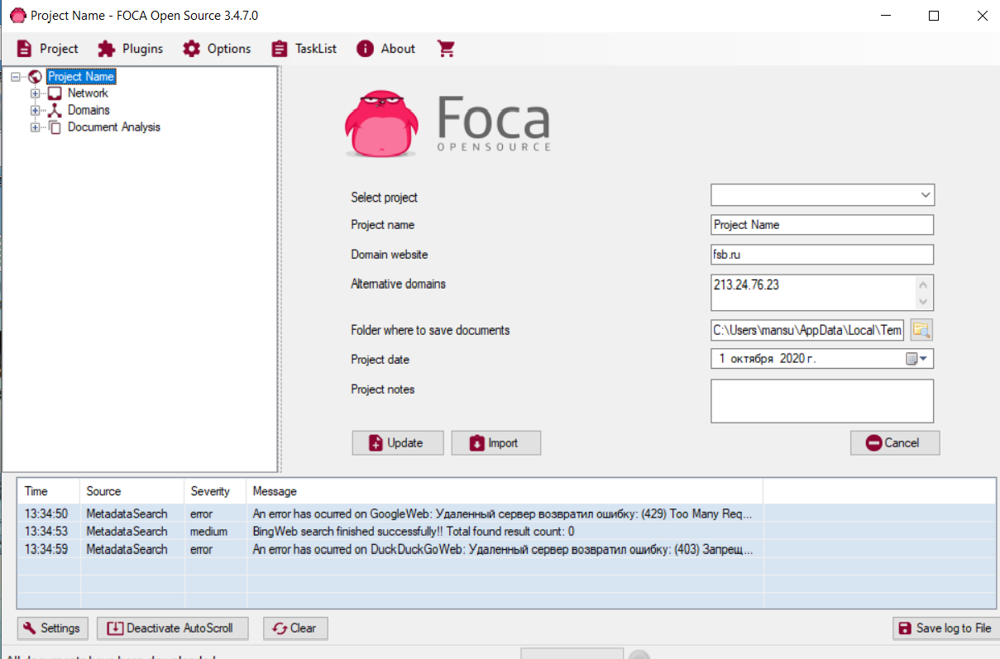 Project Name - FOCA Open Source 3.4.7.0
Project Plugins Options TaskList About
Project Name
Network
Domains
Document Analysis
Foca
OPENSOURCE
Select project
Project name Project Name
Domain website fsb.ru
Alternative domains 213.24.76.23
Folder where to save documents C:\Users\mansu\AppData\Local\Tem
Project date 1 октября 2020 г.
Project notes
Update Import Cancel
Time Source Severity Message
13:34:50 MetadataSearch error An error has ocurred on GoogleWeb: Удаленный сервер возвратил ошибку: (429) Too Many Req...
13:34:53 MetadataSearch medium BingWeb search finished successfully!! Total found result count: 0
13:34:59 MetadataSearch error An error has ocurred on DuckDuckGoWeb: Удаленный сервер возвратил ошибку: (403) Запрещ...
Settings Deactivate AutoScroll Clear Save log to File
All documents have been downloaded